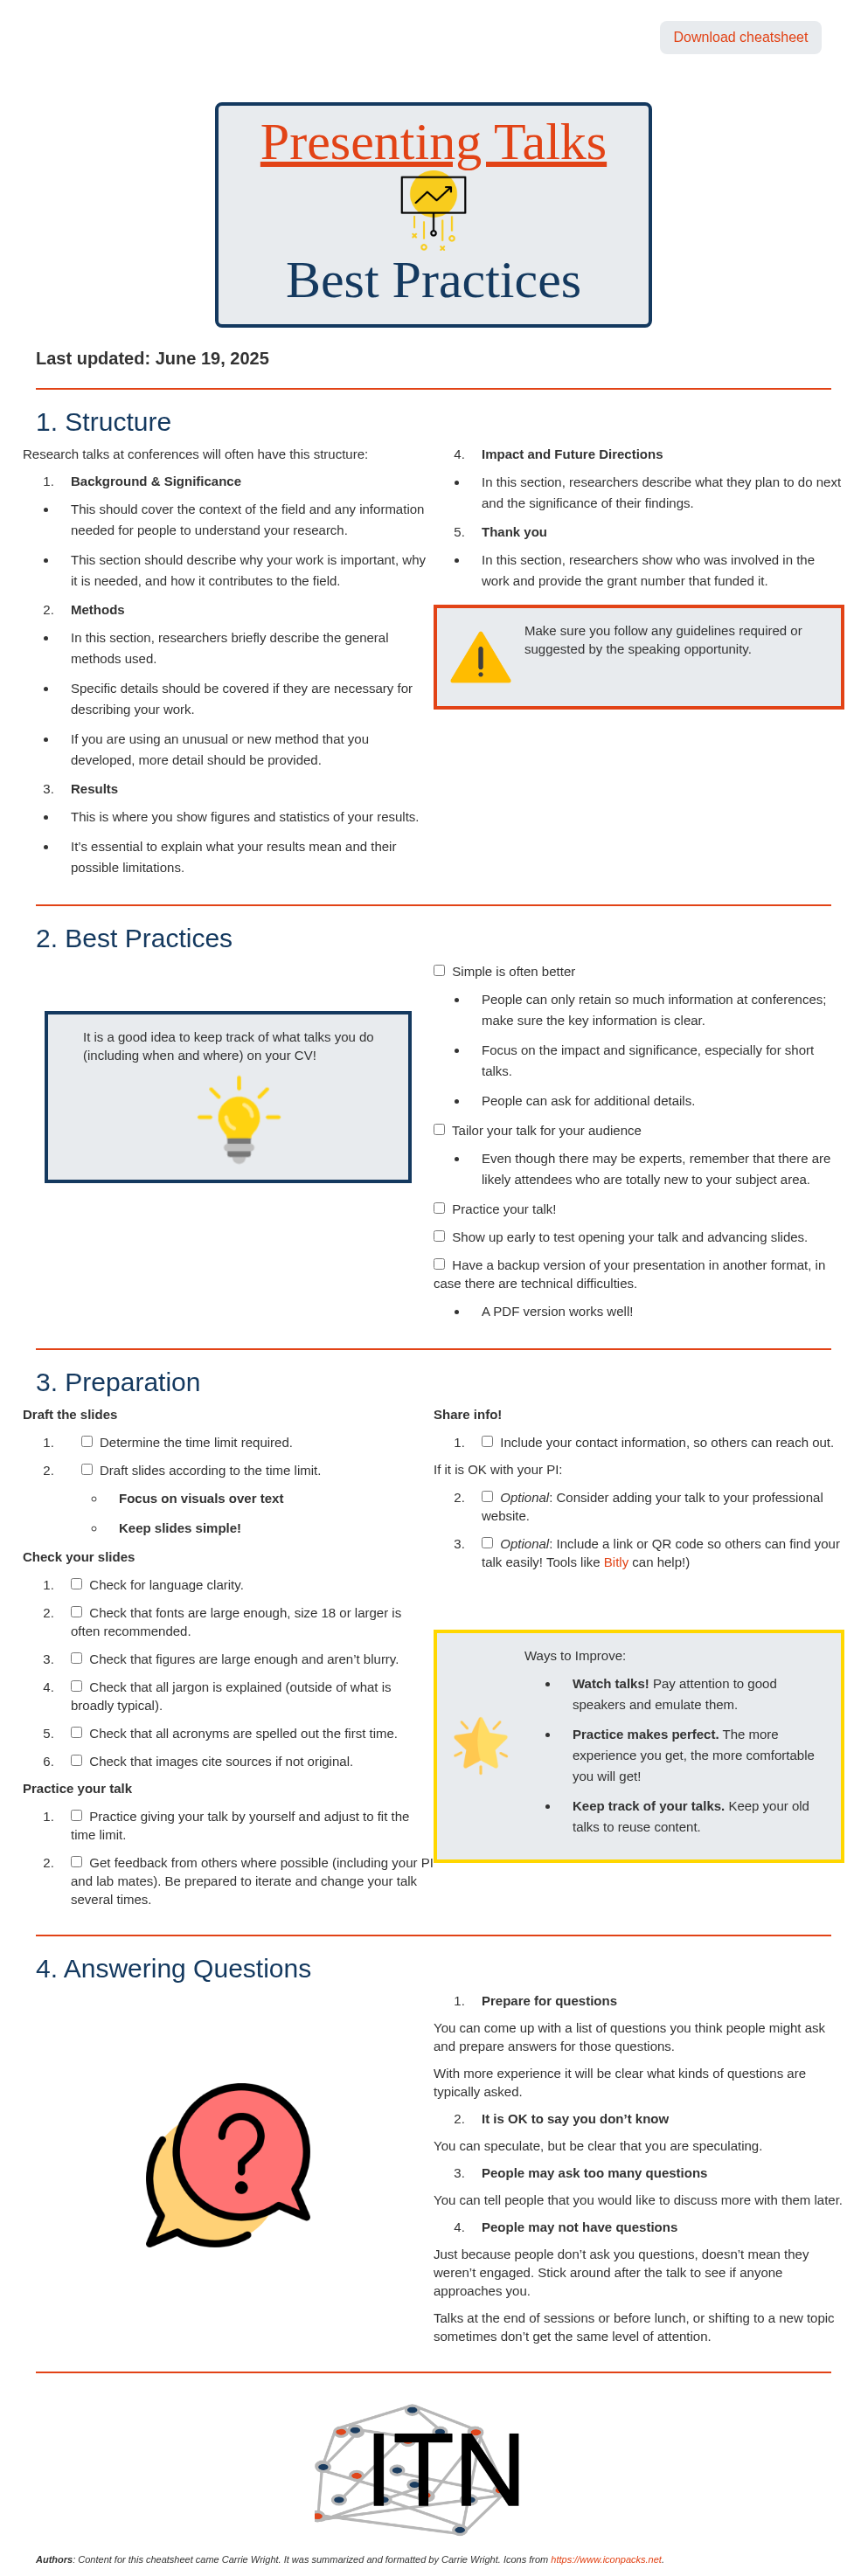 Download cheatsheet
Presenting Talks
Best Practices
Last updated: June 19, 2025
1. Structure
Research talks at conferences will often have this structure:
1. Background & Significance
• This should cover the context of the field and any information
needed for people to understand your research.
• This section should describe why your work is important, why
it is needed, and how it contributes to the field.
2. Methods
• In this section, researchers briefly describe the general
methods used.
• Specific details should be covered if they are necessary for
describing your work.
• If you are using an unusual or new method that you
developed, more detail should be provided.
3. Results
• This is where you show figures and statistics of your results.
• It’s essential to explain what your results mean and their
possible limitations.
4. Impact and Future Directions
• In this section, researchers describe what they plan to do next
and the significance of their findings.
5. Thank you
• In this section, researchers show who was involved in the
work and provide the grant number that funded it.
Make sure you follow any guidelines required or
suggested by the speaking opportunity.
2. Best Practices
It is a good idea to keep track of what talks you do
(including when and where) on your CV!
Simple is often better
• People can only retain so much information at conferences;
make sure the key information is clear.
• Focus on the impact and significance, especially for short
talks.
• People can ask for additional details.
Tailor your talk for your audience
• Even though there may be experts, remember that there are
likely attendees who are totally new to your subject area.
Practice your talk!
Show up early to test opening your talk and advancing slides.
Have a backup version of your presentation in another format, in
case there are technical difficulties.
• A PDF version works well!
3. Preparation
Draft the slides
1. Determine the time limit required.
2. Draft slides according to the time limit.
◦ Focus on visuals over text
◦ Keep slides simple!
Check your slides
1. Check for language clarity.
2. Check that fonts are large enough, size 18 or larger is
often recommended.
3. Check that figures are large enough and aren’t blurry.
4. Check that all jargon is explained (outside of what is
broadly typical).
5. Check that all acronyms are spelled out the first time.
6. Check that images cite sources if not original.
Practice your talk
1. Practice giving your talk by yourself and adjust to fit the
time limit.
2. Get feedback from others where possible (including your PI
and lab mates). Be prepared to iterate and change your talk
several times.
Share info!
1. Include your contact information, so others can reach out.
If it is OK with your PI:
2. Optional: Consider adding your talk to your professional
website.
3. Optional: Include a link or QR code so others can find your
talk easily! Tools like Bitly can help!)
Ways to Improve:
• Watch talks! Pay attention to good
speakers and emulate them.
• Practice makes perfect. The more
experience you get, the more comfortable
you will get!
• Keep track of your talks. Keep your old
talks to reuse content.
4. Answering Questions
1. Prepare for questions
You can come up with a list of questions you think people might ask
and prepare answers for those questions.
With more experience it will be clear what kinds of questions are
typically asked.
2. It is OK to say you don’t know
You can speculate, but be clear that you are speculating.
3. People may ask too many questions
You can tell people that you would like to discuss more with them later.
4. People may not have questions
Just because people don’t ask you questions, doesn’t mean they
weren’t engaged. Stick around after the talk to see if anyone
approaches you.
Talks at the end of sessions or before lunch, or shifting to a new topic
sometimes don’t get the same level of attention.
ITN
Authors: Content for this cheatsheet came Carrie Wright. It was summarized and formatted by Carrie Wright. Icons from https://www.iconpacks.net.